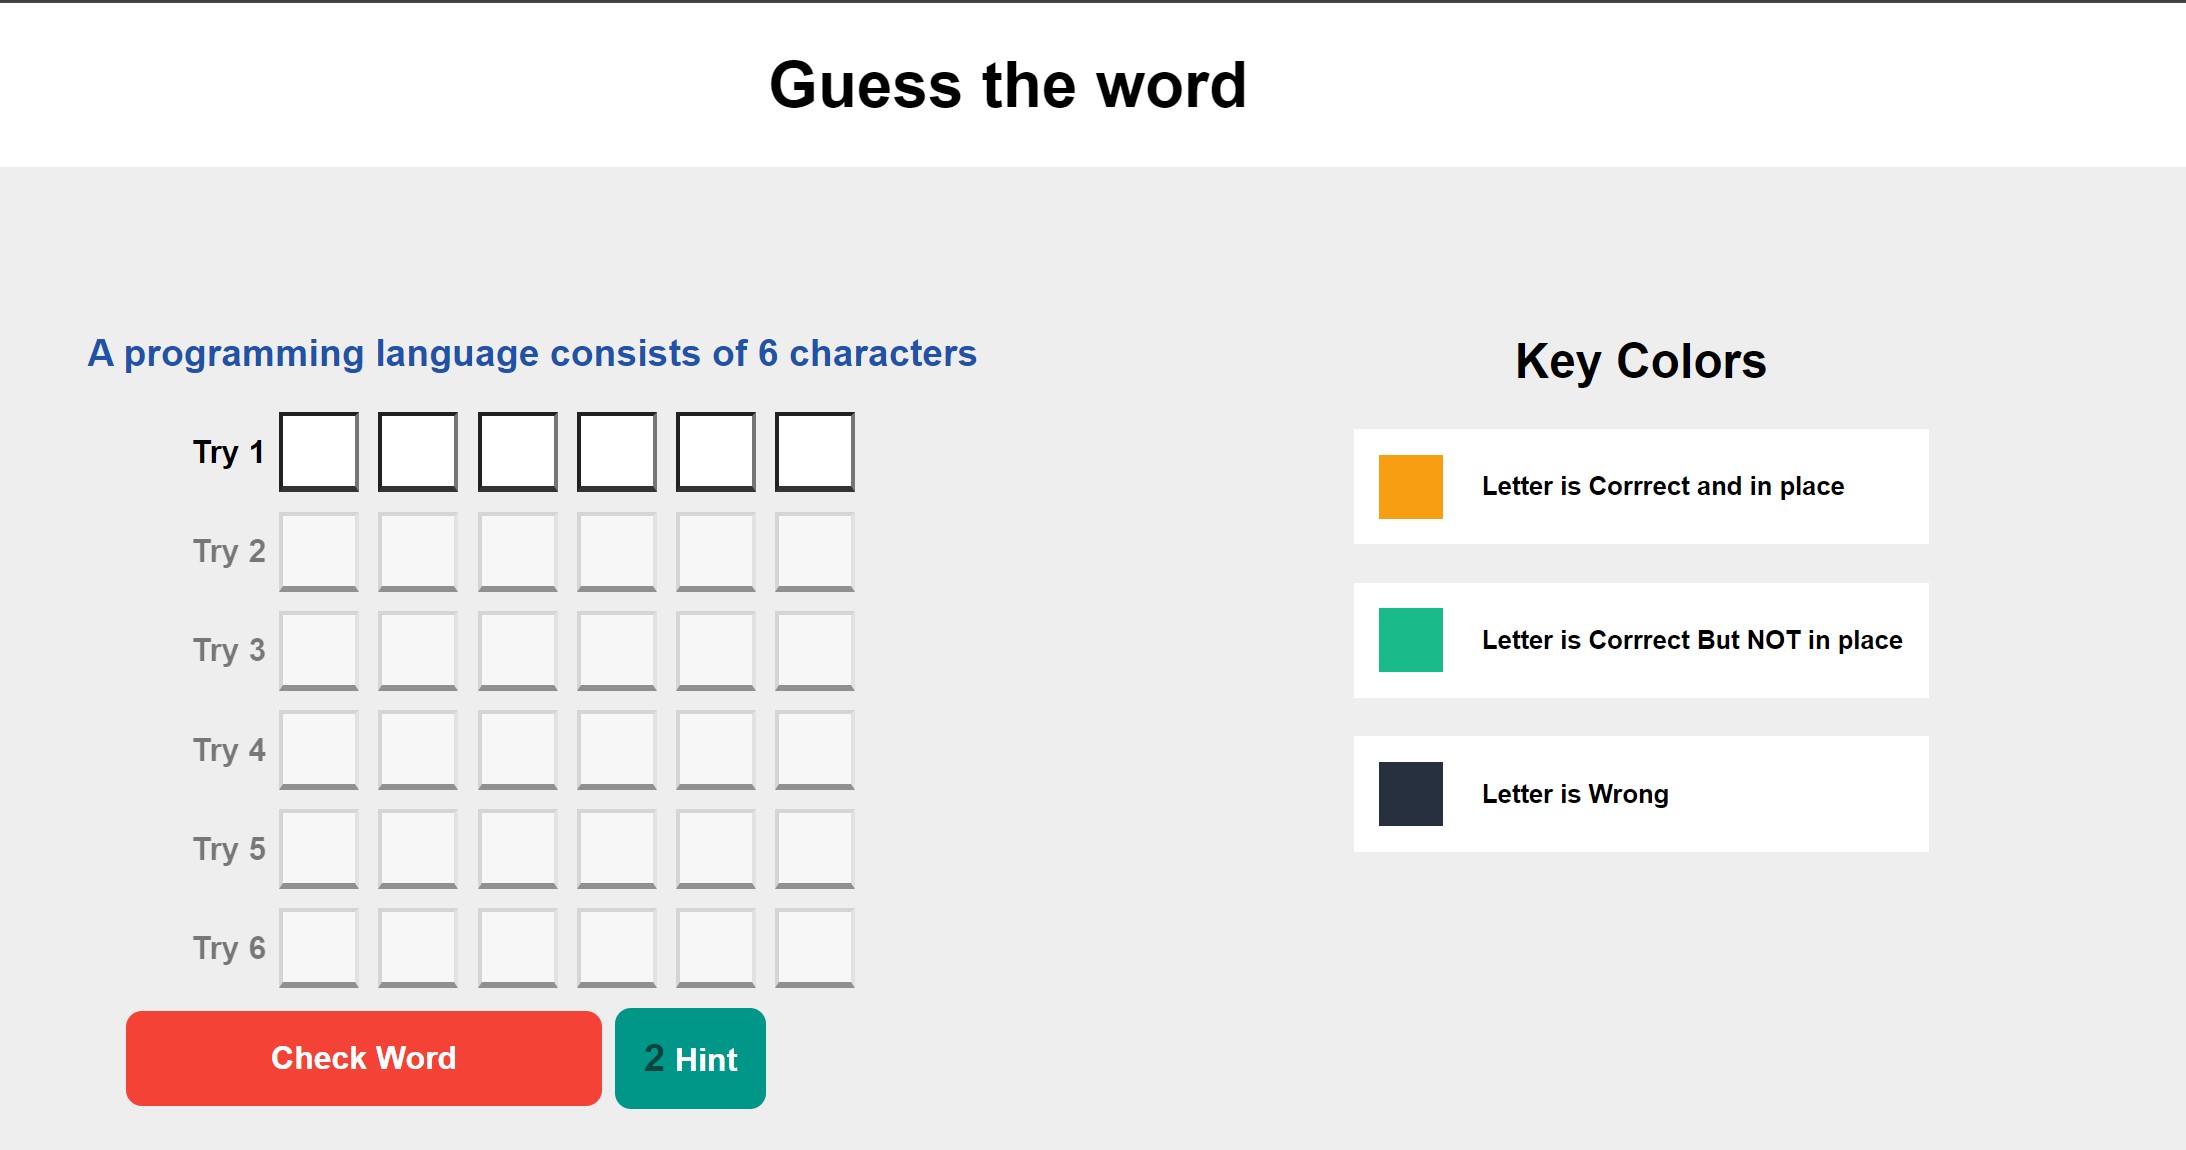 Guess the word
A programming language consists of 6 characters
Try 1
Try 2
Try 3
Try 4
Try 5
Try 6
Check Word
2 Hint
Key Colors
Letter is Corrrect and in place
Letter is Corrrect But NOT in place
Letter is Wrong